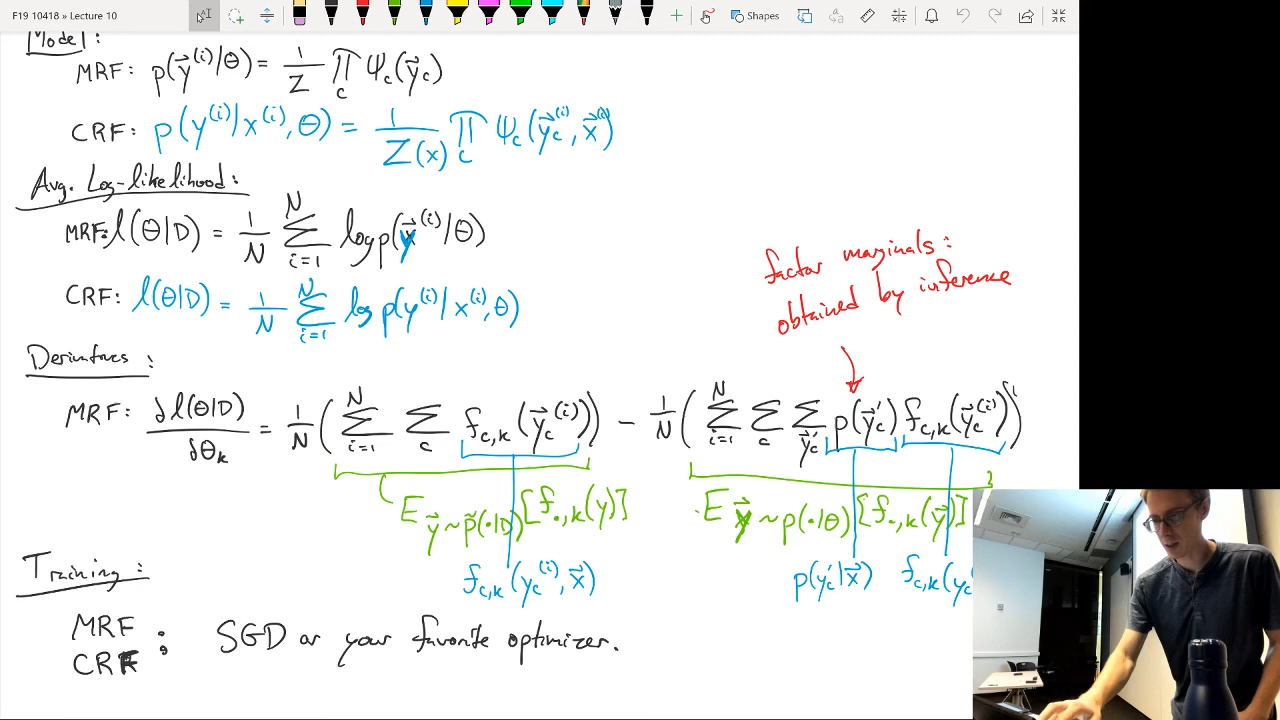 F19 10418 » Lecture 10
Shapes
Model:
MRF: p(y⃗^(i)|θ) = 1/Z ∏_c ψ_c(y⃗_c)
CRF: p(y^(i)|x^(i), θ) = 1/Z(x) ∏_c ψ_c(y⃗_c^(i), x⃗^(i))
Avg. Log-likelihood:
MRF: l(θ|D) = 1/N Σ_{i=1}^N log p(y⃗^(i)|θ)
CRF: l(θ|D) = 1/N Σ_{i=1}^N log p(y^(i)|x^(i), θ)
factor marginals:
obtained by inference
Derivatives:
MRF: ∂l(θ|D)/∂θ_k = 1/N (Σ_{i=1}^N Σ_c f_{c,k}(y⃗_c^(i))) − 1/N (Σ_{i=1}^N Σ_c Σ_{y⃗'_c} p(y⃗'_c) f_{c,k}(y⃗_c^(i)))
E_{y⃗~p̃(·|D)}[f_{·,k}(y)] E_{y⃗~p(·|θ)}[f_{·,k}(y⃗)]
f_{c,k}(y_c^(i), x⃗) p(y'_c|x⃗) f_{c,k}(y_c
Training:
MRF
CRF : SGD or your favorite optimizer.